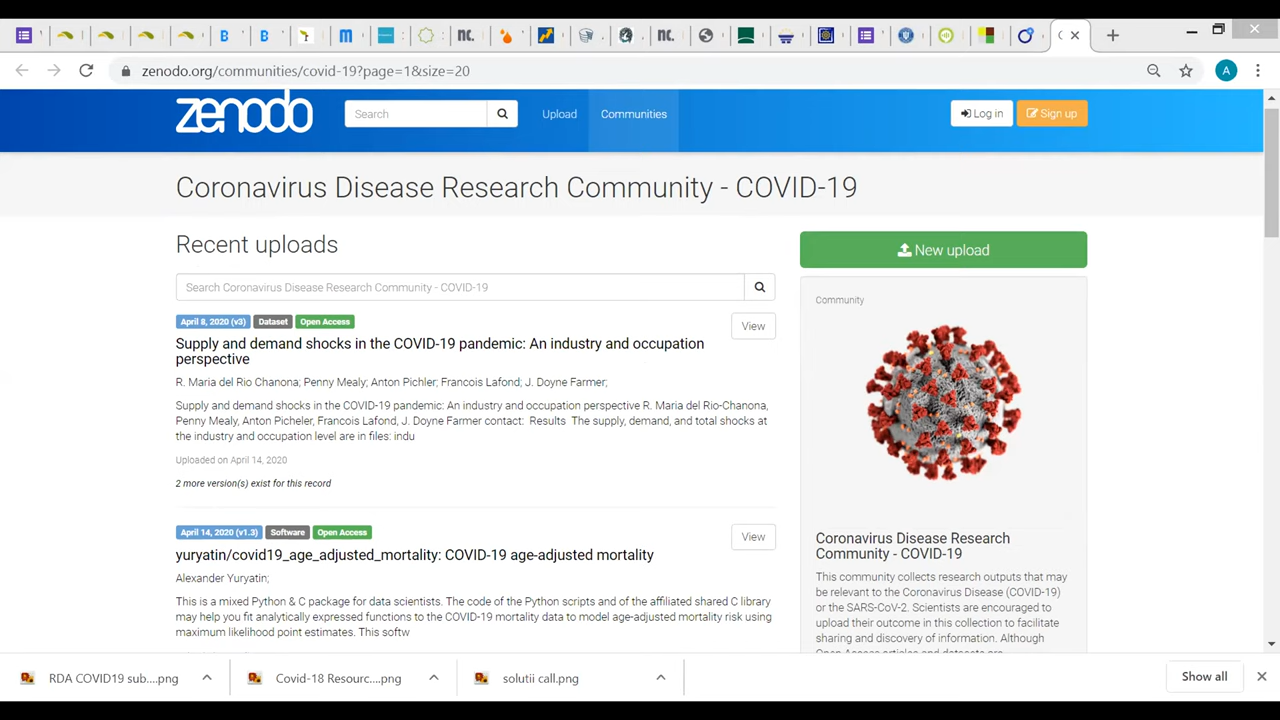 B
B
m
nc.
nc.
zenodo.org/communities/covid-19?page=1&size=20
A
zenodo
Search
Upload
Communities
Log in
Sign up
Coronavirus Disease Research Community - COVID-19
Recent uploads
New upload
Search Coronavirus Disease Research Community - COVID-19
Community
April 8, 2020 (v3) Dataset Open Access
View
Supply and demand shocks in the COVID-19 pandemic: An industry and occupation
perspective
R. Maria del Rio Chanona; Penny Mealy; Anton Pichler; Francois Lafond; J. Doyne Farmer;
Supply and demand shocks in the COVID-19 pandemic: An industry and occupation perspective R. Maria del Rio-Chanona,
Penny Mealy, Anton Picheler, Francois Lafond, J. Doyne Farmer contact: Results The supply, demand, and total shocks at
the industry and occupation level are in files: indu
Uploaded on April 14, 2020
2 more version(s) exist for this record
April 14, 2020 (v1.3) Software Open Access
View
yuryatin/covid19_age_adjusted_mortality: COVID-19 age-adjusted mortality
Alexander Yuryatin;
This is a mixed Python & C package for data scientists. The code of the Python scripts and of the affiliated shared C library
may help you fit analytically expressed functions to the COVID-19 mortality data to model age-adjusted mortality risk using
maximum likelihood point estimates. This softw
Coronavirus Disease Research
Community - COVID-19
This community collects research outputs that may
be relevant to the Coronavirus Disease (COVID-19)
or the SARS-CoV-2. Scientists are encouraged to
upload their outcome in this collection to facilitate
sharing and discovery of information. Although
Open Access articles and datasets are
RDA COVID19 sub....png
Covid-18 Resourc....png
solutii call.png
Show all